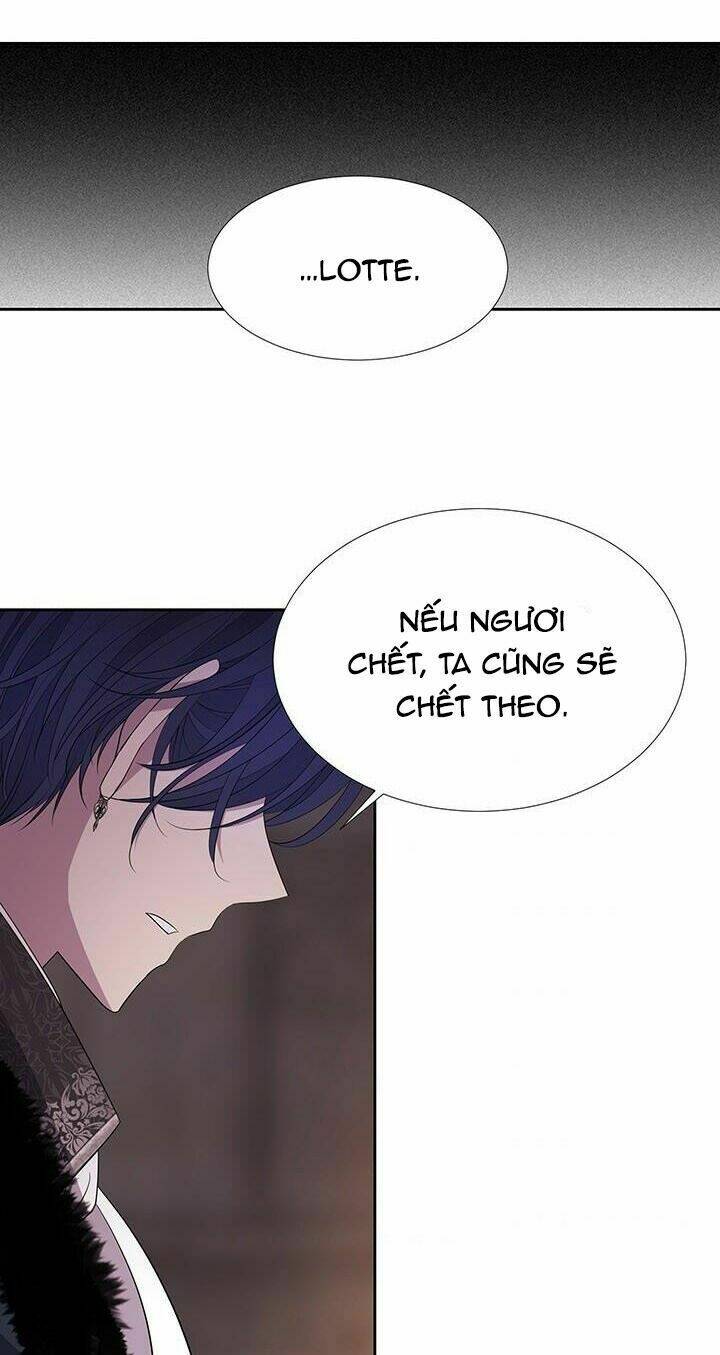 ...LOTTE.
NẾU NGƯƠI
CHẾT, TA CŨNG SẼ
CHẾT THEO.